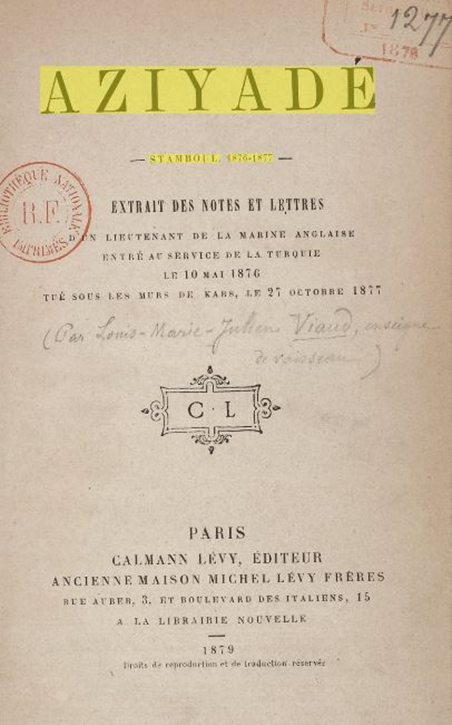 1277
1878
AZIYADÉ
— STAMBOUL, 1876-1877 —
BIBLIOTHÈQUE NATIONALE
R.F.
IMPRIMÉS
EXTRAIT DES NOTES ET LETTRES
D'UN LIEUTENANT DE LA MARINE ANGLAISE
ENTRÉ AU SERVICE DE LA TURQUIE
LE 10 MAI 1876
TUÉ SOUS LES MURS DE KARS, LE 27 OCTOBRE 1877
(Par Louis-Marie-Julien Viaud, enseigne
de vaisseau)
C · L
PARIS
CALMANN LÉVY, ÉDITEUR
ANCIENNE MAISON MICHEL LÉVY FRÈRES
RUE AUBER, 3, ET BOULEVARD DES ITALIENS, 15
A LA LIBRAIRIE NOUVELLE
1879
Droits de reproduction et de traduction réservés